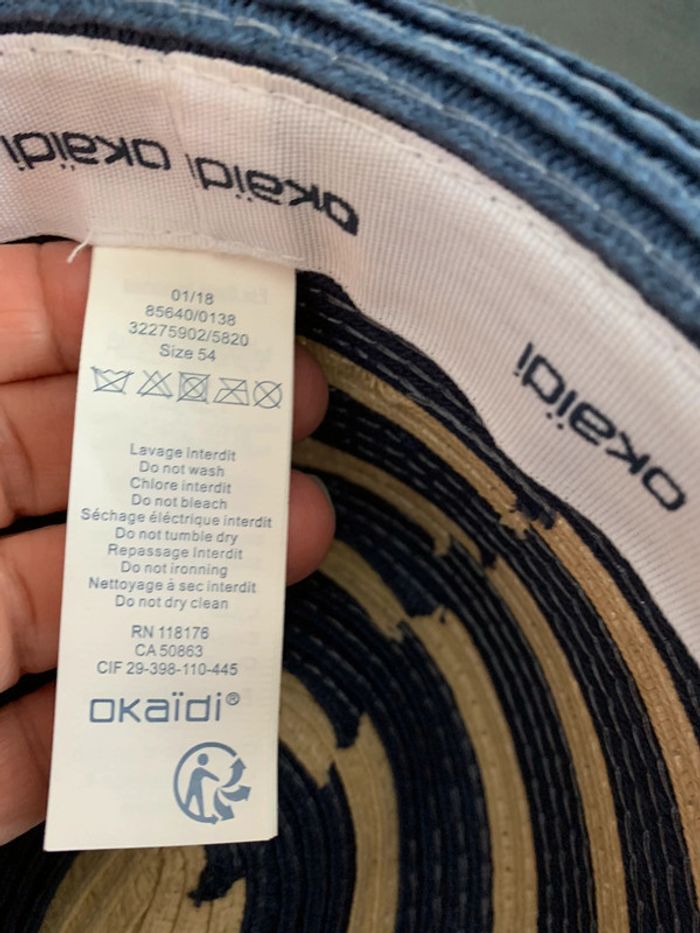 okaïdi okaïdi
okaïdi
01/18
85640/0138
32275902/5820
Size 54
Lavage Interdit
Do not wash
Chlore interdit
Do not bleach
Séchage éléctrique interdit
Do not tumble dry
Repassage Interdit
Do not ironning
Nettoyage à sec interdit
Do not dry clean
RN 118176
CA 50863
CIF 29-398-110-445
okaïdi®